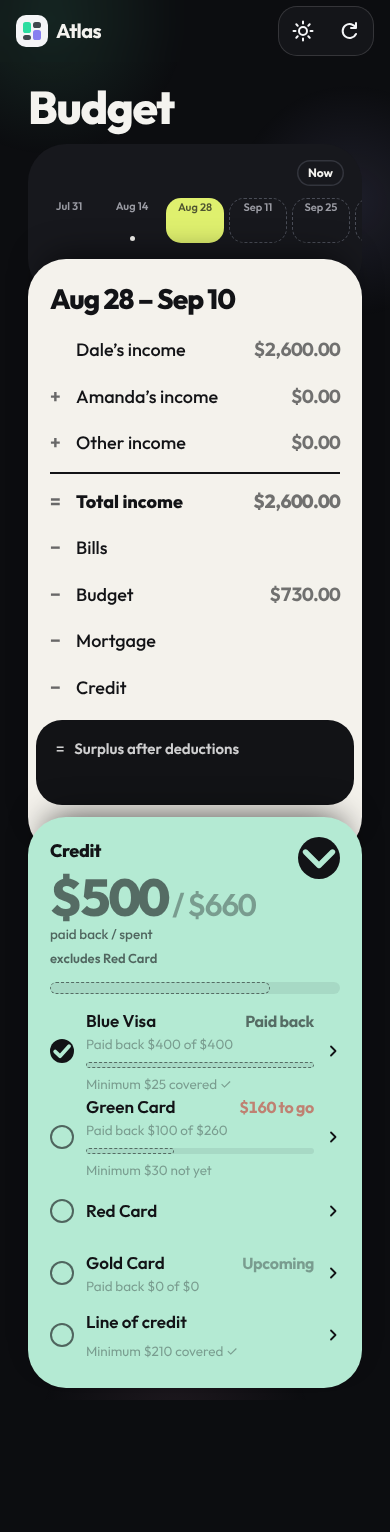 Atlas
Budget
Now
Jul 31 Aug 14 Aug 28 Sep 11 Sep 25
Aug 28 – Sep 10
Dale’s income $2,600.00
+ Amanda’s income $0.00
+ Other income $0.00
= Total income $2,600.00
− Bills
− Budget $730.00
− Mortgage
− Credit
= Surplus after deductions
Credit
$500 / $660
paid back / spent
excludes Red Card
Blue Visa Paid back
Paid back $400 of $400
Minimum $25 covered ✓
Green Card $160 to go
Paid back $100 of $260
Minimum $30 not yet
Red Card
Gold Card Upcoming
Paid back $0 of $0
Line of credit
Minimum $210 covered ✓